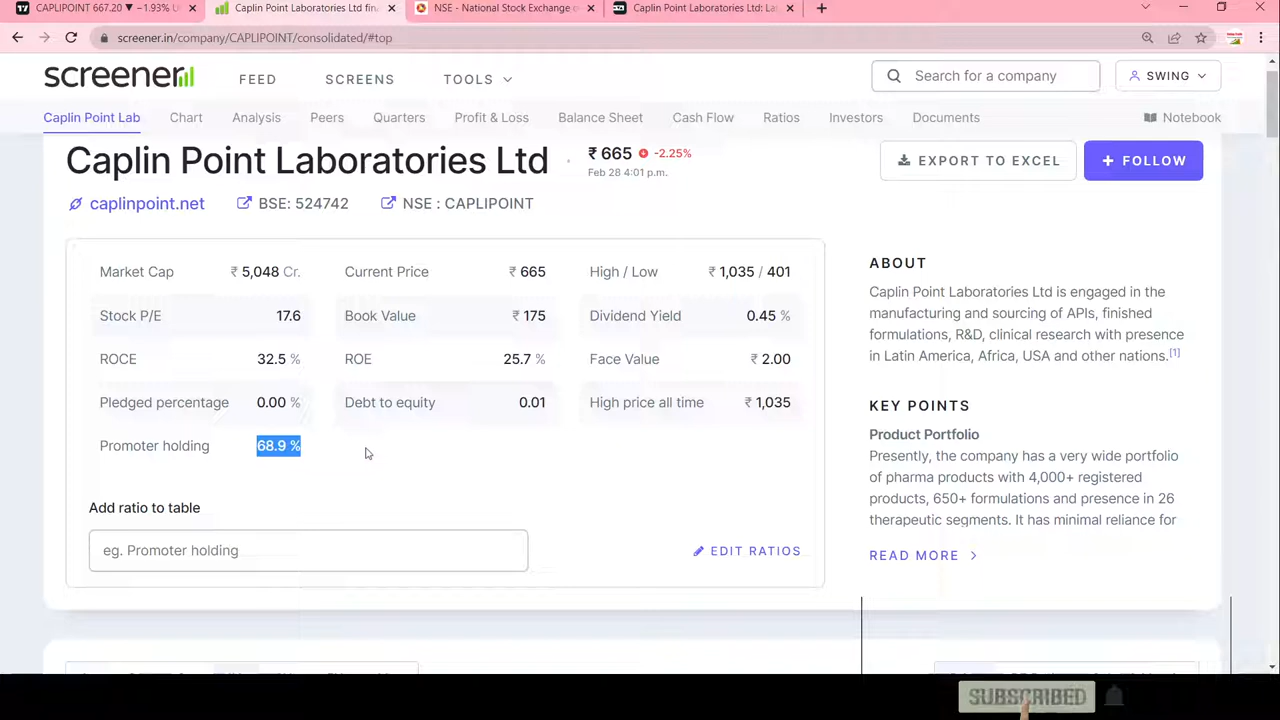 CAPLIPOINT 667.20 ▼ −1.93% U
Caplin Point Laboratories Ltd fin
NSE - National Stock Exchange o
Caplin Point Laboratories Ltd: La
screener.in/company/CAPLIPOINT/consolidated/#top
screener
FEED
SCREENS
TOOLS
Search for a company
SWING
Caplin Point Lab
Chart
Analysis
Peers
Quarters
Profit & Loss
Balance Sheet
Cash Flow
Ratios
Investors
Documents
Notebook
Caplin Point Laboratories Ltd
₹ 665 -2.25%
Feb 28 4:01 p.m.
EXPORT TO EXCEL
+ FOLLOW
caplinpoint.net
BSE: 524742
NSE : CAPLIPOINT
Market Cap ₹ 5,048 Cr.
Current Price ₹ 665
High / Low ₹ 1,035 / 401
Stock P/E 17.6
Book Value ₹ 175
Dividend Yield 0.45 %
ROCE 32.5 %
ROE 25.7 %
Face Value ₹ 2.00
Pledged percentage 0.00 %
Debt to equity 0.01
High price all time ₹ 1,035
Promoter holding 68.9 %
Add ratio to table
eg. Promoter holding
EDIT RATIOS
ABOUT
Caplin Point Laboratories Ltd is engaged in the
manufacturing and sourcing of APIs, finished
formulations, R&D, clinical research with presence
in Latin America, Africa, USA and other nations.[1]
KEY POINTS
Product Portfolio
Presently, the company has a very wide portfolio
of pharma products with 4,000+ registered
products, 650+ formulations and presence in 26
therapeutic segments. It has minimal reliance for
READ MORE
SUBSCRIBED